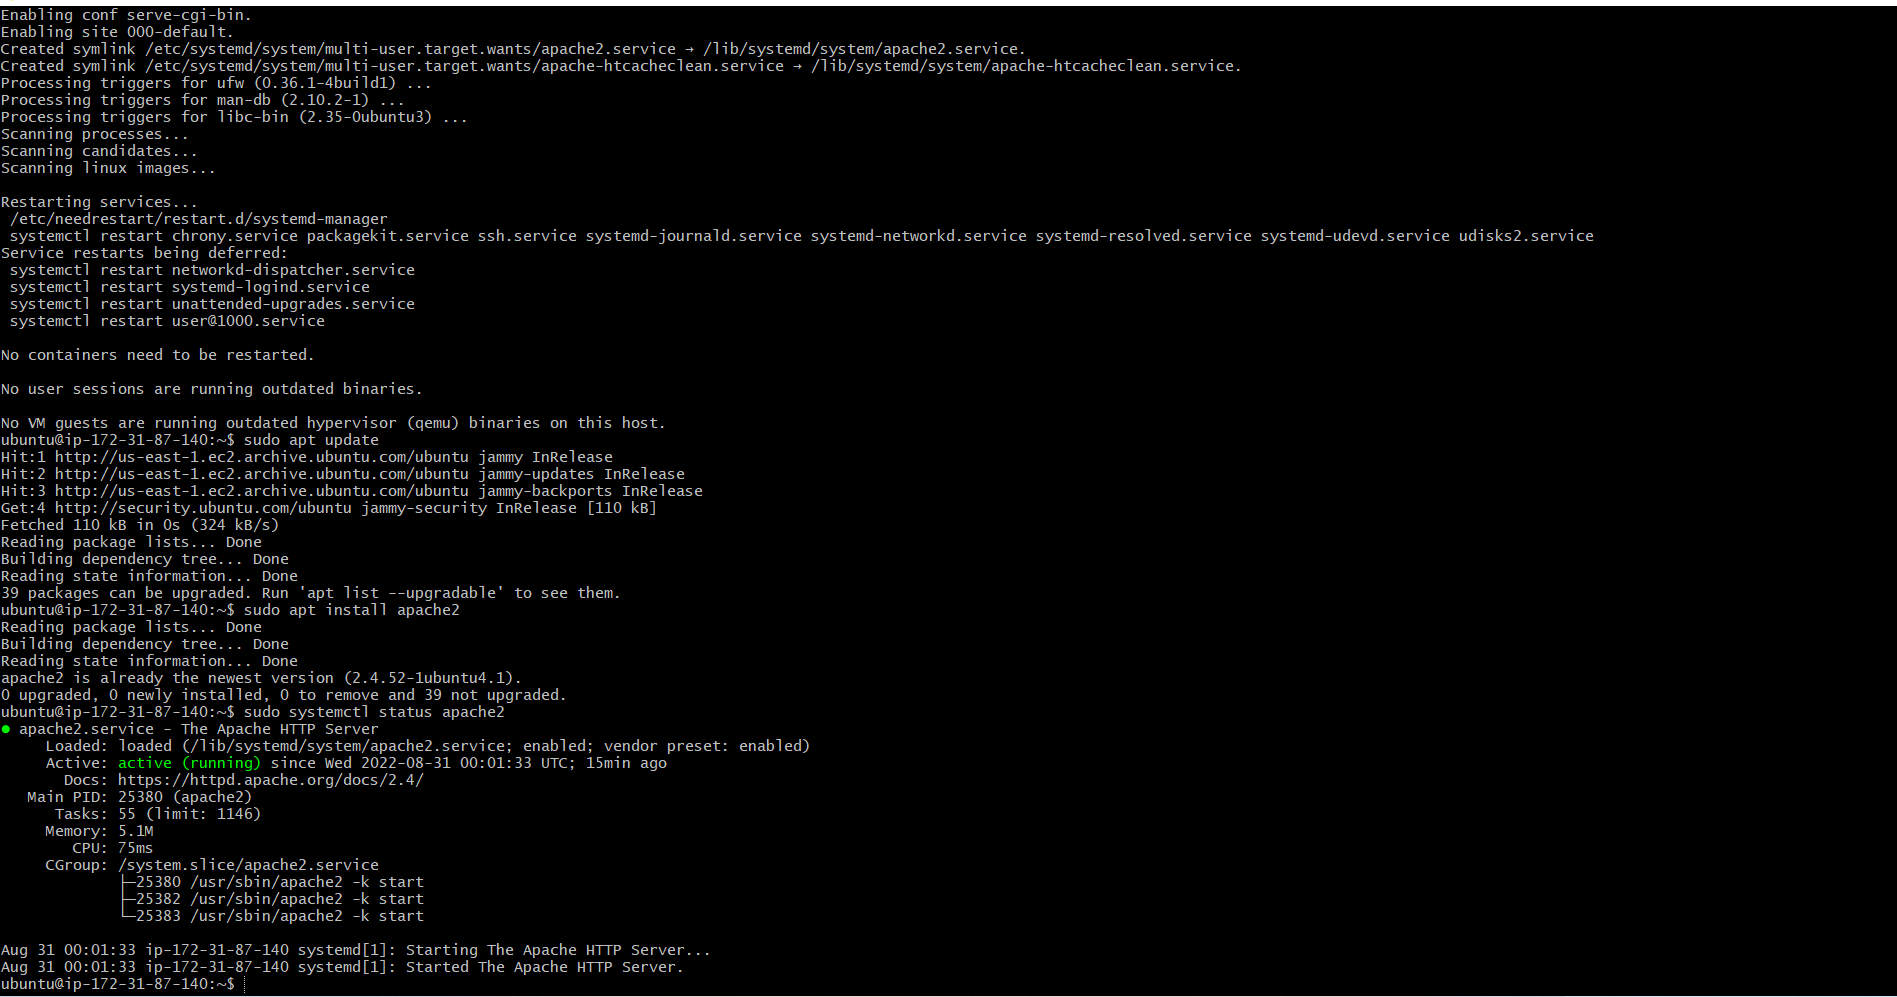 Enabling conf serve-cgi-bin.
Enabling site 000-default.
Created symlink /etc/systemd/system/multi-user.target.wants/apache2.service → /lib/systemd/system/apache2.service.
Created symlink /etc/systemd/system/multi-user.target.wants/apache-htcacheclean.service → /lib/systemd/system/apache-htcacheclean.service.
Processing triggers for ufw (0.36.1-4build1) ...
Processing triggers for man-db (2.10.2-1) ...
Processing triggers for libc-bin (2.35-0ubuntu3) ...
Scanning processes...
Scanning candidates...
Scanning linux images...

Restarting services...
 /etc/needrestart/restart.d/systemd-manager
 systemctl restart chrony.service packagekit.service ssh.service systemd-journald.service systemd-networkd.service systemd-resolved.service systemd-udevd.service udisks2.service
Service restarts being deferred:
 systemctl restart networkd-dispatcher.service
 systemctl restart systemd-logind.service
 systemctl restart unattended-upgrades.service
 systemctl restart user@1000.service

No containers need to be restarted.

No user sessions are running outdated binaries.

No VM guests are running outdated hypervisor (qemu) binaries on this host.
ubuntu@ip-172-31-87-140:~$ sudo apt update
Hit:1 http://us-east-1.ec2.archive.ubuntu.com/ubuntu jammy InRelease
Hit:2 http://us-east-1.ec2.archive.ubuntu.com/ubuntu jammy-updates InRelease
Hit:3 http://us-east-1.ec2.archive.ubuntu.com/ubuntu jammy-backports InRelease
Get:4 http://security.ubuntu.com/ubuntu jammy-security InRelease [110 kB]
Fetched 110 kB in 0s (324 kB/s)
Reading package lists... Done
Building dependency tree... Done
Reading state information... Done
39 packages can be upgraded. Run 'apt list --upgradable' to see them.
ubuntu@ip-172-31-87-140:~$ sudo apt install apache2
Reading package lists... Done
Building dependency tree... Done
Reading state information... Done
apache2 is already the newest version (2.4.52-1ubuntu4.1).
0 upgraded, 0 newly installed, 0 to remove and 39 not upgraded.
ubuntu@ip-172-31-87-140:~$ sudo systemctl status apache2
● apache2.service - The Apache HTTP Server
     Loaded: loaded (/lib/systemd/system/apache2.service; enabled; vendor preset: enabled)
     Active: active (running) since Wed 2022-08-31 00:01:33 UTC; 15min ago
       Docs: https://httpd.apache.org/docs/2.4/
   Main PID: 25380 (apache2)
      Tasks: 55 (limit: 1146)
     Memory: 5.1M
        CPU: 75ms
     CGroup: /system.slice/apache2.service
             ├─25380 /usr/sbin/apache2 -k start
             ├─25382 /usr/sbin/apache2 -k start
             └─25383 /usr/sbin/apache2 -k start

Aug 31 00:01:33 ip-172-31-87-140 systemd[1]: Starting The Apache HTTP Server...
Aug 31 00:01:33 ip-172-31-87-140 systemd[1]: Started The Apache HTTP Server.
ubuntu@ip-172-31-87-140:~$